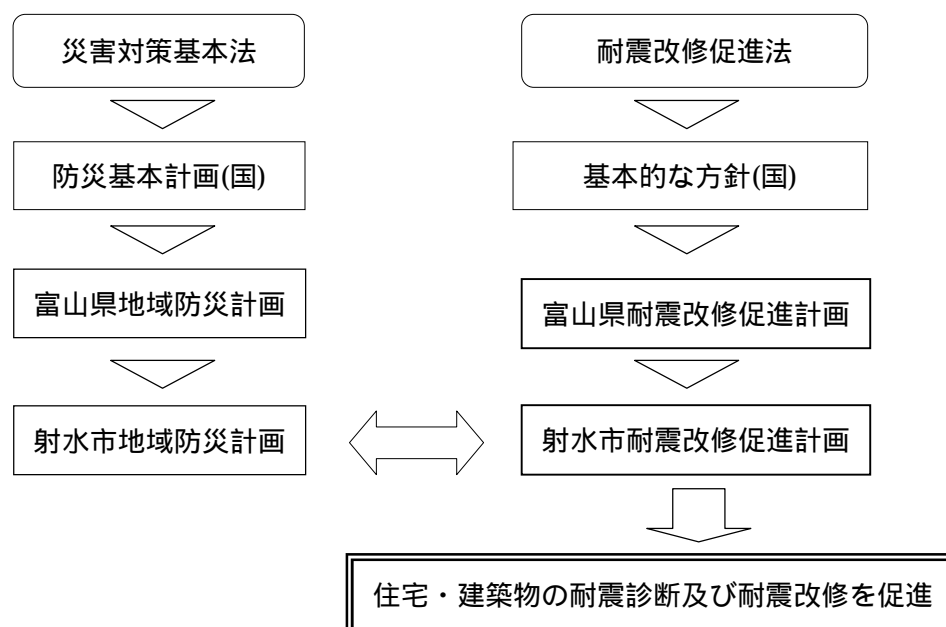 災害対策基本法
防災基本計画(国)
富山県地域防災計画
射水市地域防災計画
耐震改修促進法
基本的な方針(国)
富山県耐震改修促進計画
射水市耐震改修促進計画
住宅・建築物の耐震診断及び耐震改修を促進